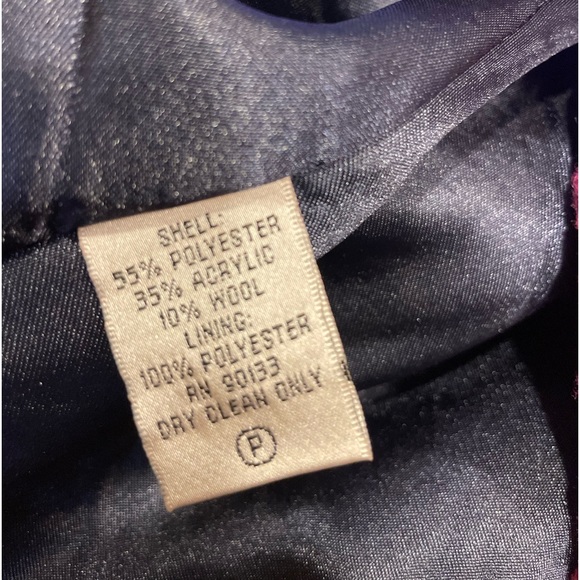 SHELL:
55% POLYESTER
35% ACRYLIC
10% WOOL
LINING:
100% POLYESTER
RN 90133
DRY CLEAN ONLY
P